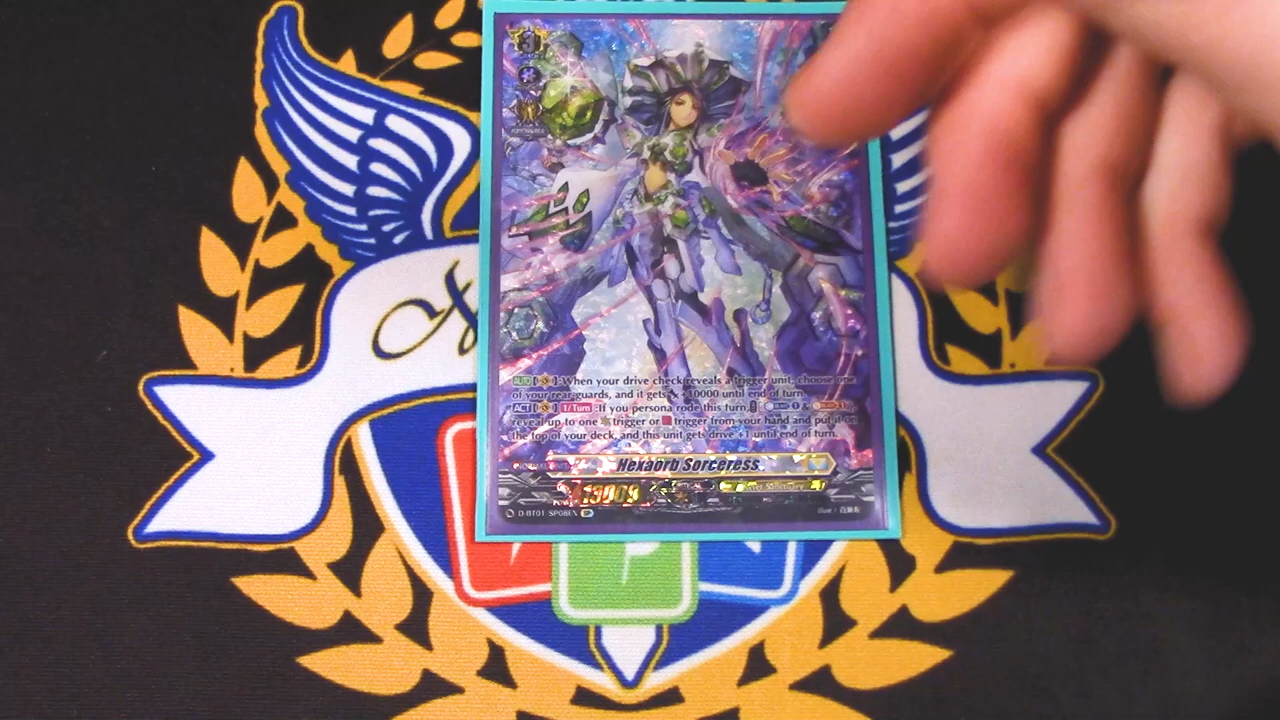 3
AUTO [ ]:When your drive check reveals a trigger unit, choose one
of your rear-guards, and it gets +10000 until end of turn.
ACT [ ] 1/Turn :If you persona rode this turn,
reveal up to one trigger or trigger from your hand and put it on
the top of your deck, and this unit gets drive +1 until end of turn.
Hexaorb Sorceress
13000
D-BT01 SP08EN SP
Illus /